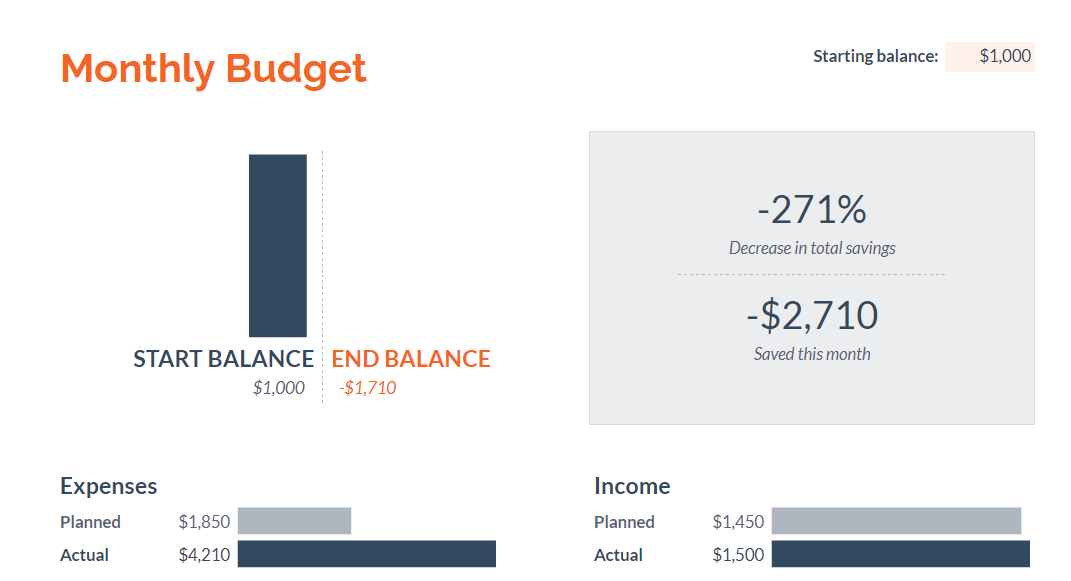 Monthly Budget
Starting balance: $1,000
START BALANCE
$1,000
END BALANCE
-$1,710
-271%
Decrease in total savings
-$2,710
Saved this month
Expenses
Planned $1,850
Actual $4,210
Income
Planned $1,450
Actual $1,500